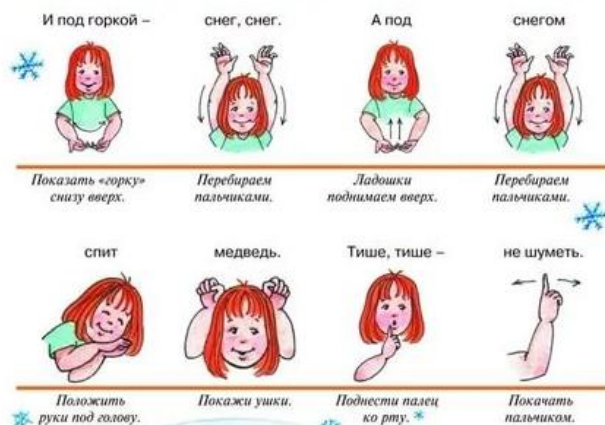 И под горкой – снег, снег. А под снегом
Показать «горку» снизу вверх.
Перебираем пальчиками.
Ладошки поднимаем вверх.
Перебираем пальчиками.
спит медведь. Тише, тише – не шуметь.
Положить руки под голову.
Покажи ушки.
Поднести палец ко рту.
Покачать пальчиком.